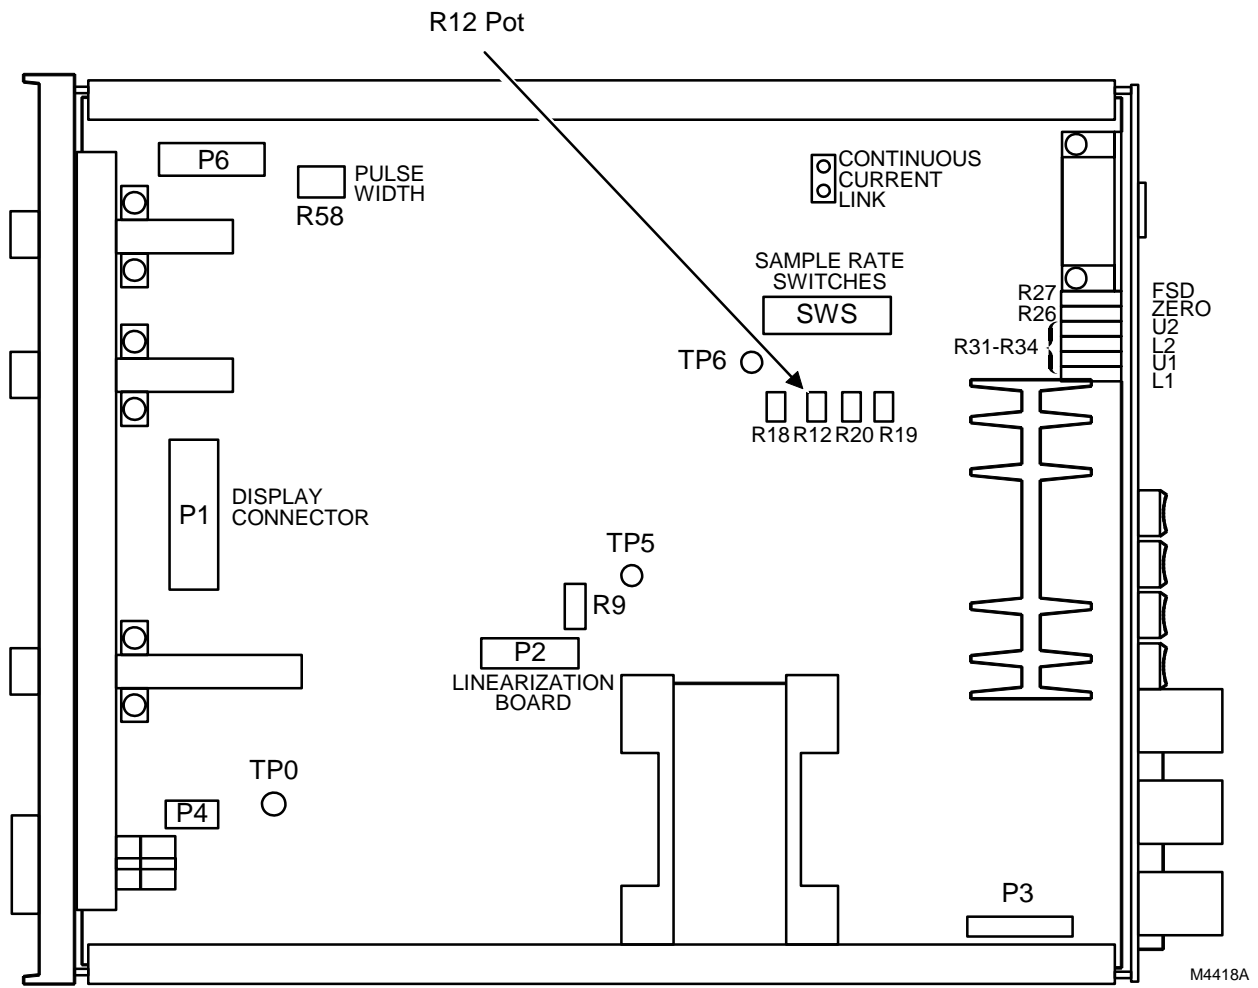 R12 Pot
P6
PULSE
WIDTH
R58
CONTINUOUS
CURRENT
LINK
SAMPLE RATE
SWITCHES
SWS
R27
R26
R31-R34
FSD
ZERO
U2
L2
U1
L1
TP6
R18
R12
R20
R19
P1
DISPLAY
CONNECTOR
TP5
R9
P2
LINEARIZATION
BOARD
TP0
P4
P3
M4418A